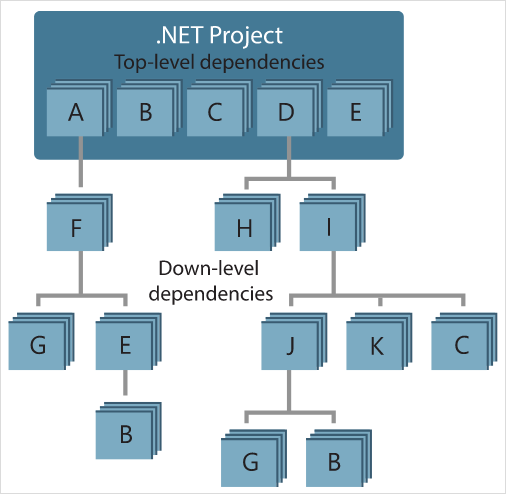 .NET Project
Top-level dependencies
A B C D E
F H I
Down-level
dependencies
G E J K C
B G B